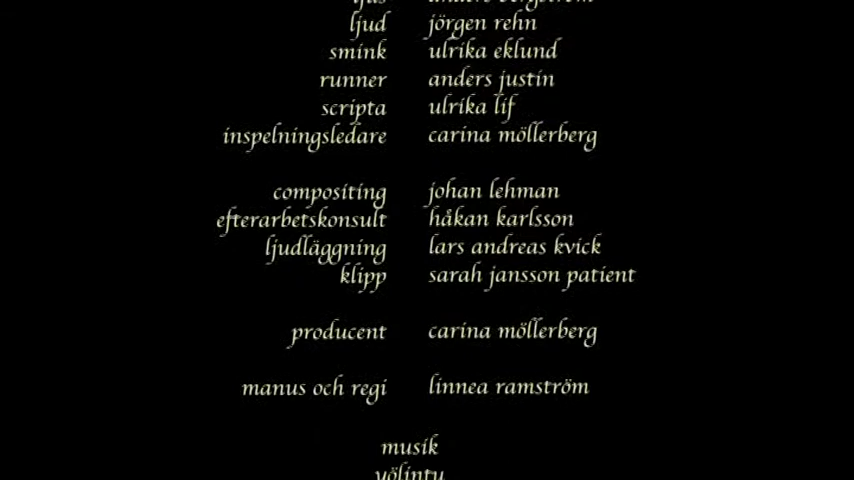 ljud jörgen rehn
smink ulrika eklund
runner anders justin
scripta ulrika lif
inspelningsledare carina möllerberg
compositing johan lehman
efterarbetskonsult håkan karlsson
ljudläggning lars andreas kvick
klipp sarah jansson patient
producent carina möllerberg
manus och regi linnea ramström
musik